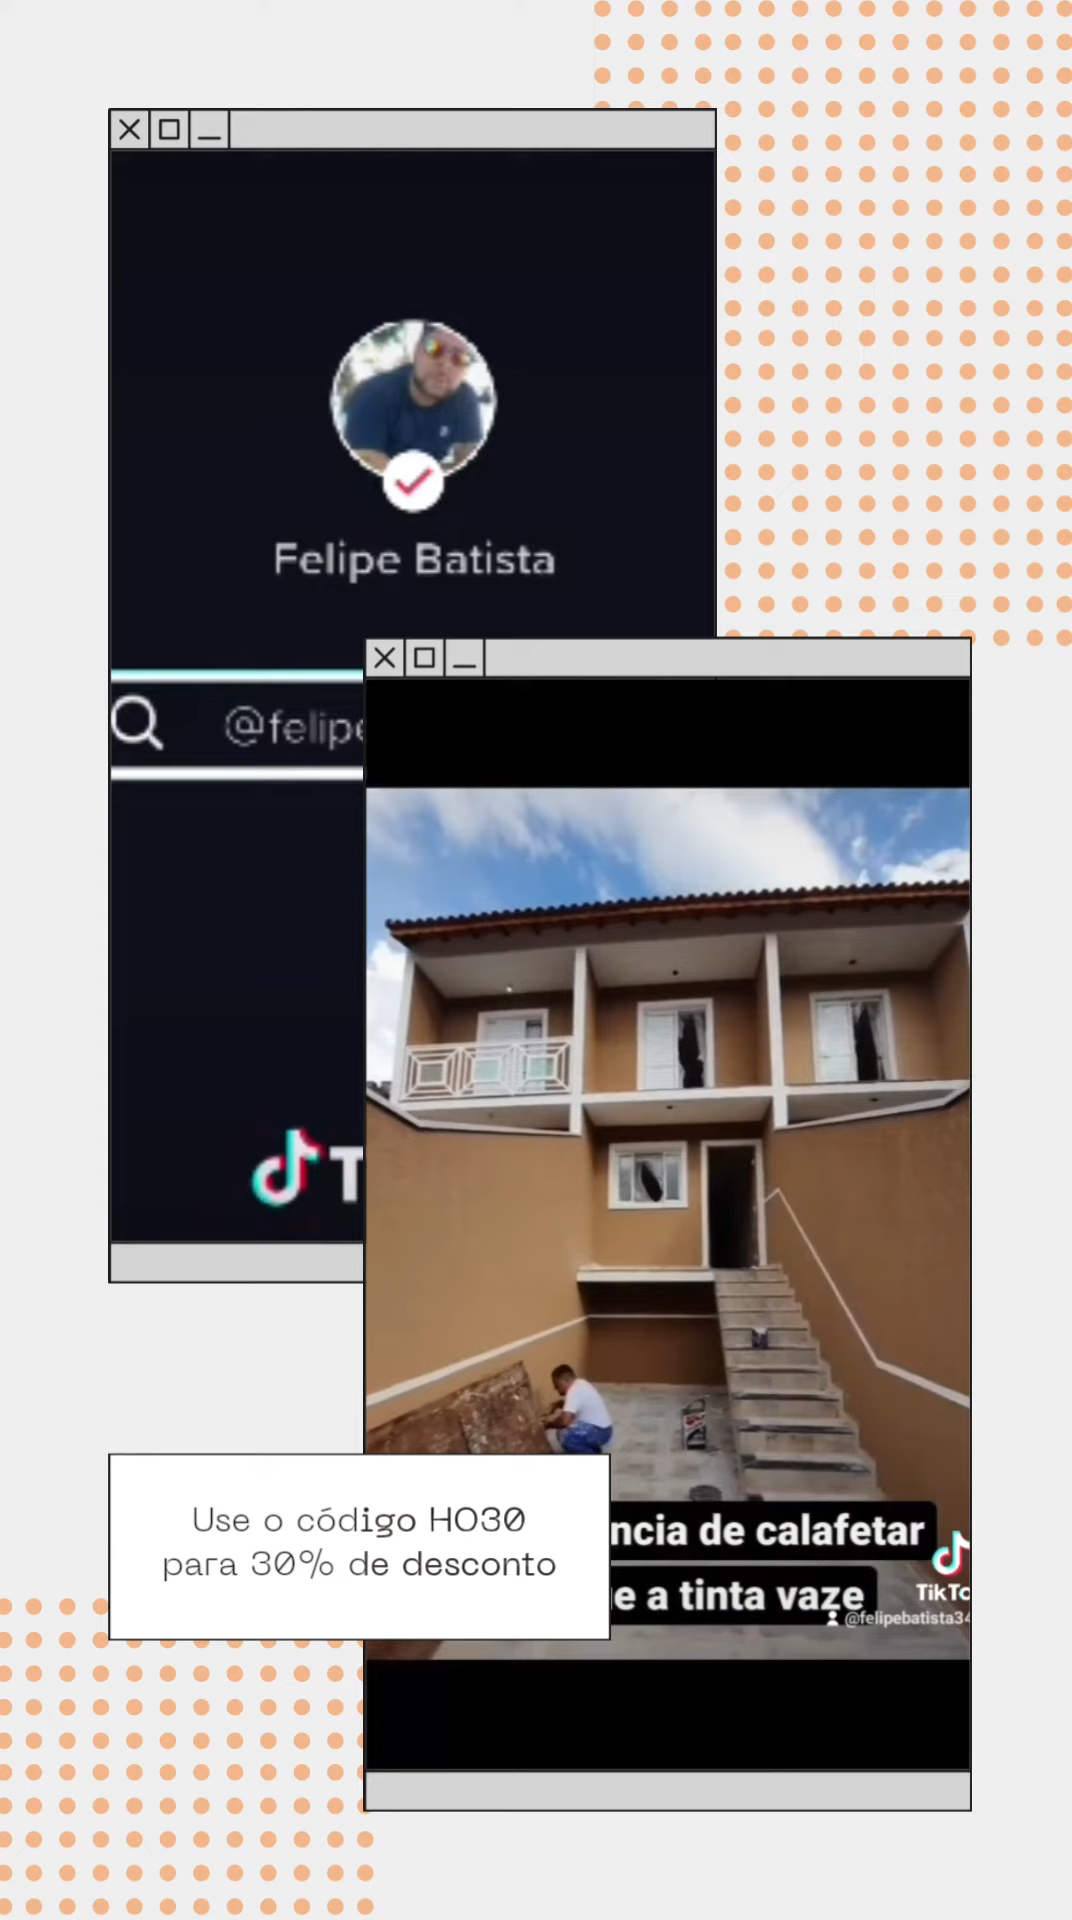 Felipe Batista
@felipe
T
ncia de calafetar
e a tinta vaze
TikTo
@felipebatista34
Use o código HO30
para 30% de desconto